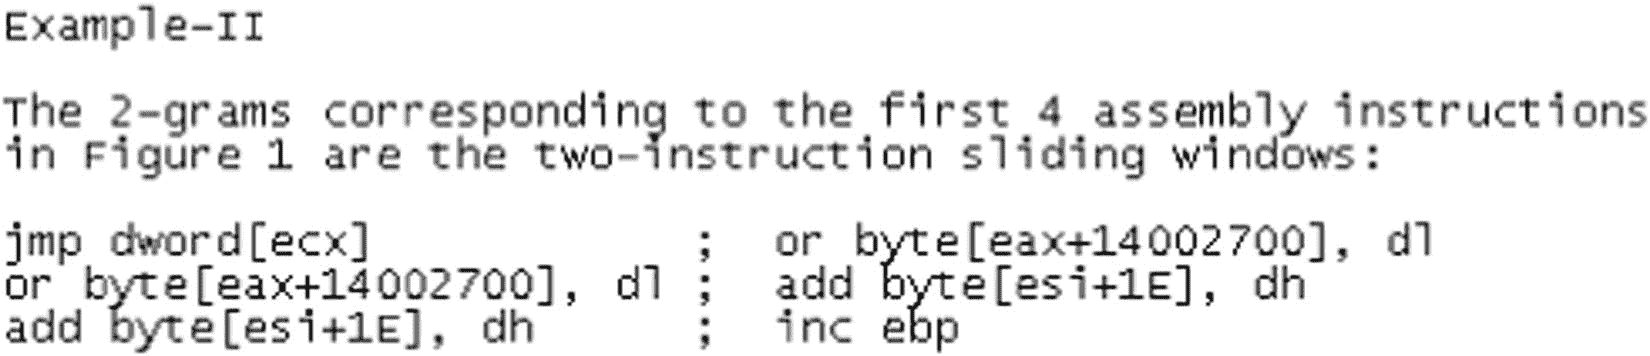 Example-II
The 2-grams corresponding to the first 4 assembly instructions
in Figure 1 are the two-instruction sliding windows:
jmp dword[ecx] ; or byte[eax+14002700], dl
or byte[eax+14002700], dl ; add byte[esi+1E], dh
add byte[esi+1E], dh ; inc ebp